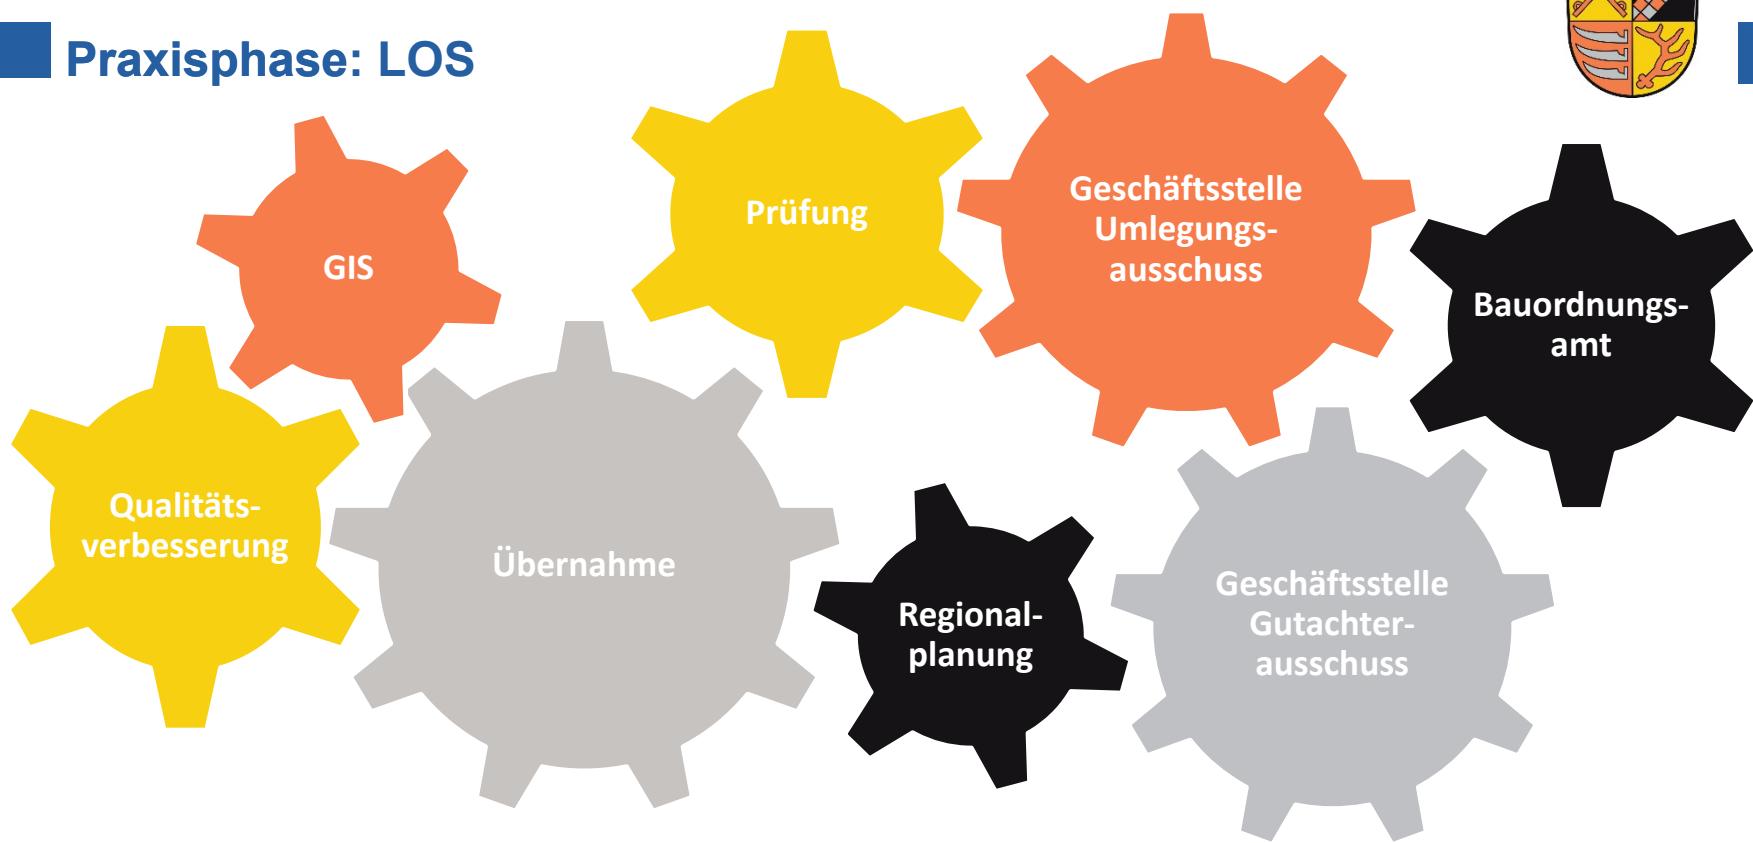 Praxisphase: LOS
GIS
Prüfung
Geschäftsstelle
Umlegungs-
ausschuss
Bauordnungs-
amt
Qualitäts-
verbesserung
Übernahme
Regional-
planung
Geschäftsstelle
Gutachter-
ausschuss